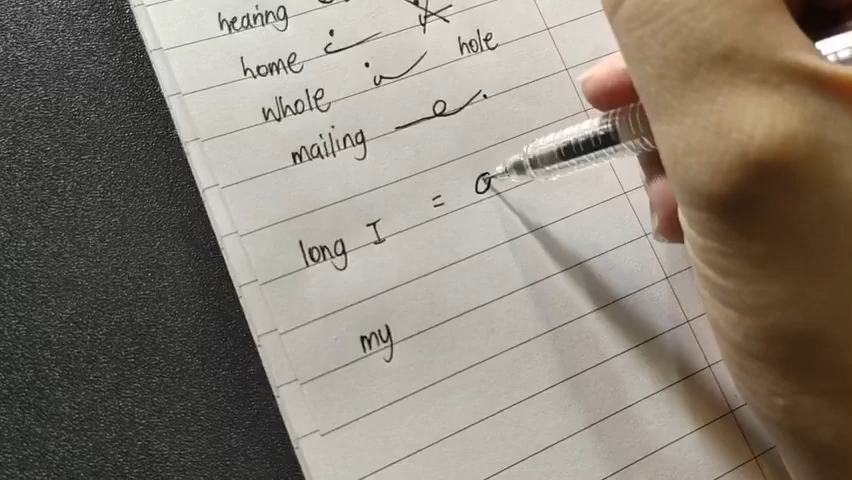 hearing
home
whole hole
mailing
long I =
my